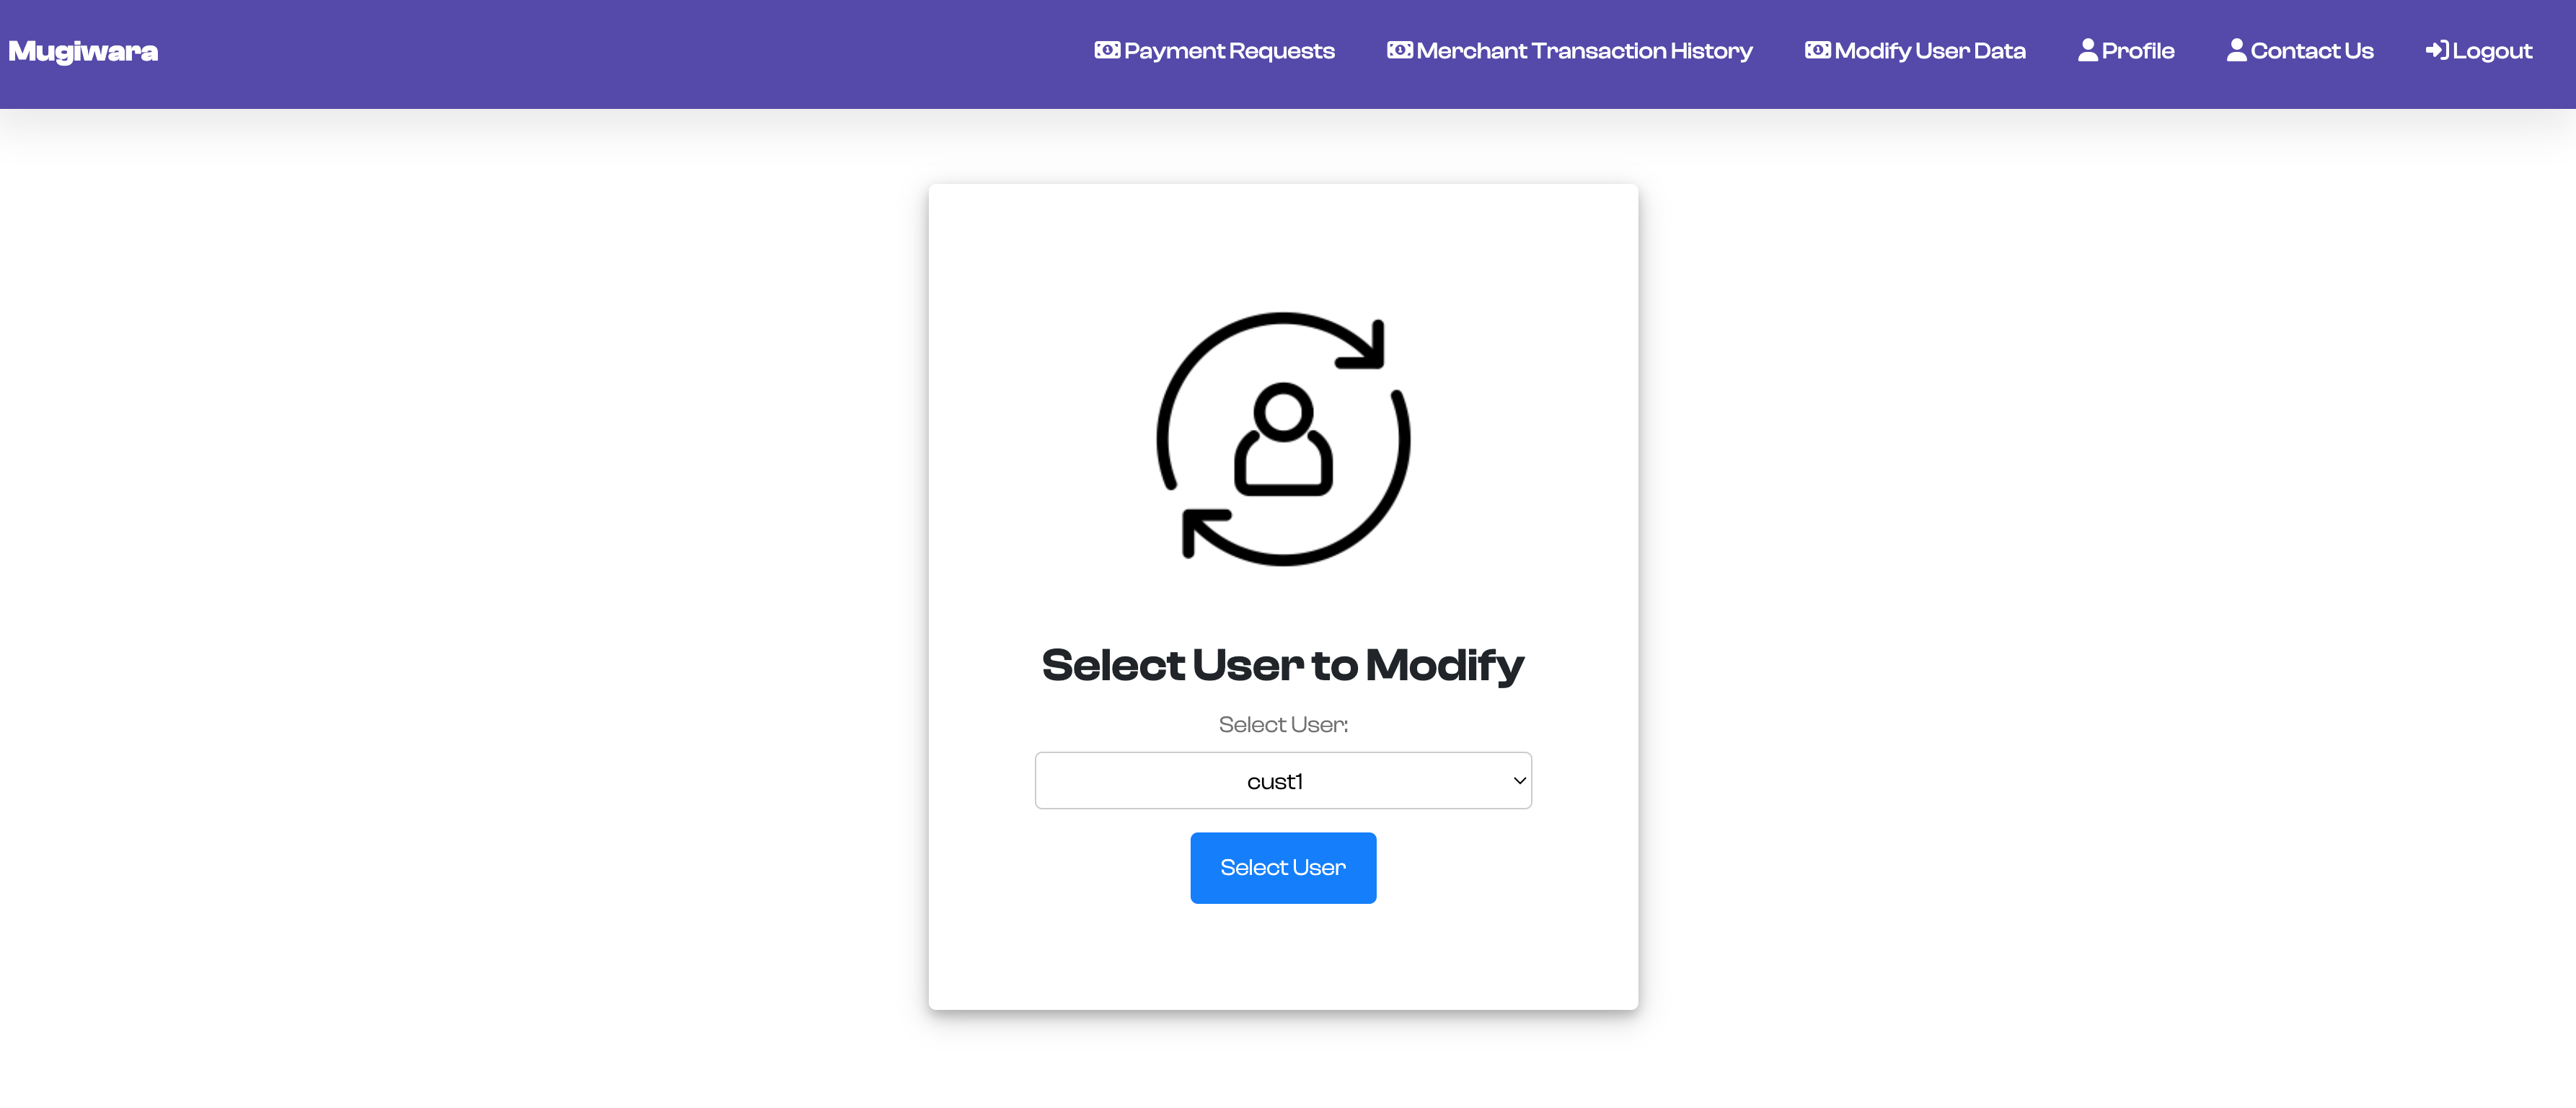 Mugiwara
Payment Requests
Merchant Transaction History
Modify User Data
Profile
Contact Us
Logout
Select User to Modify
Select User:
cust1
Select User